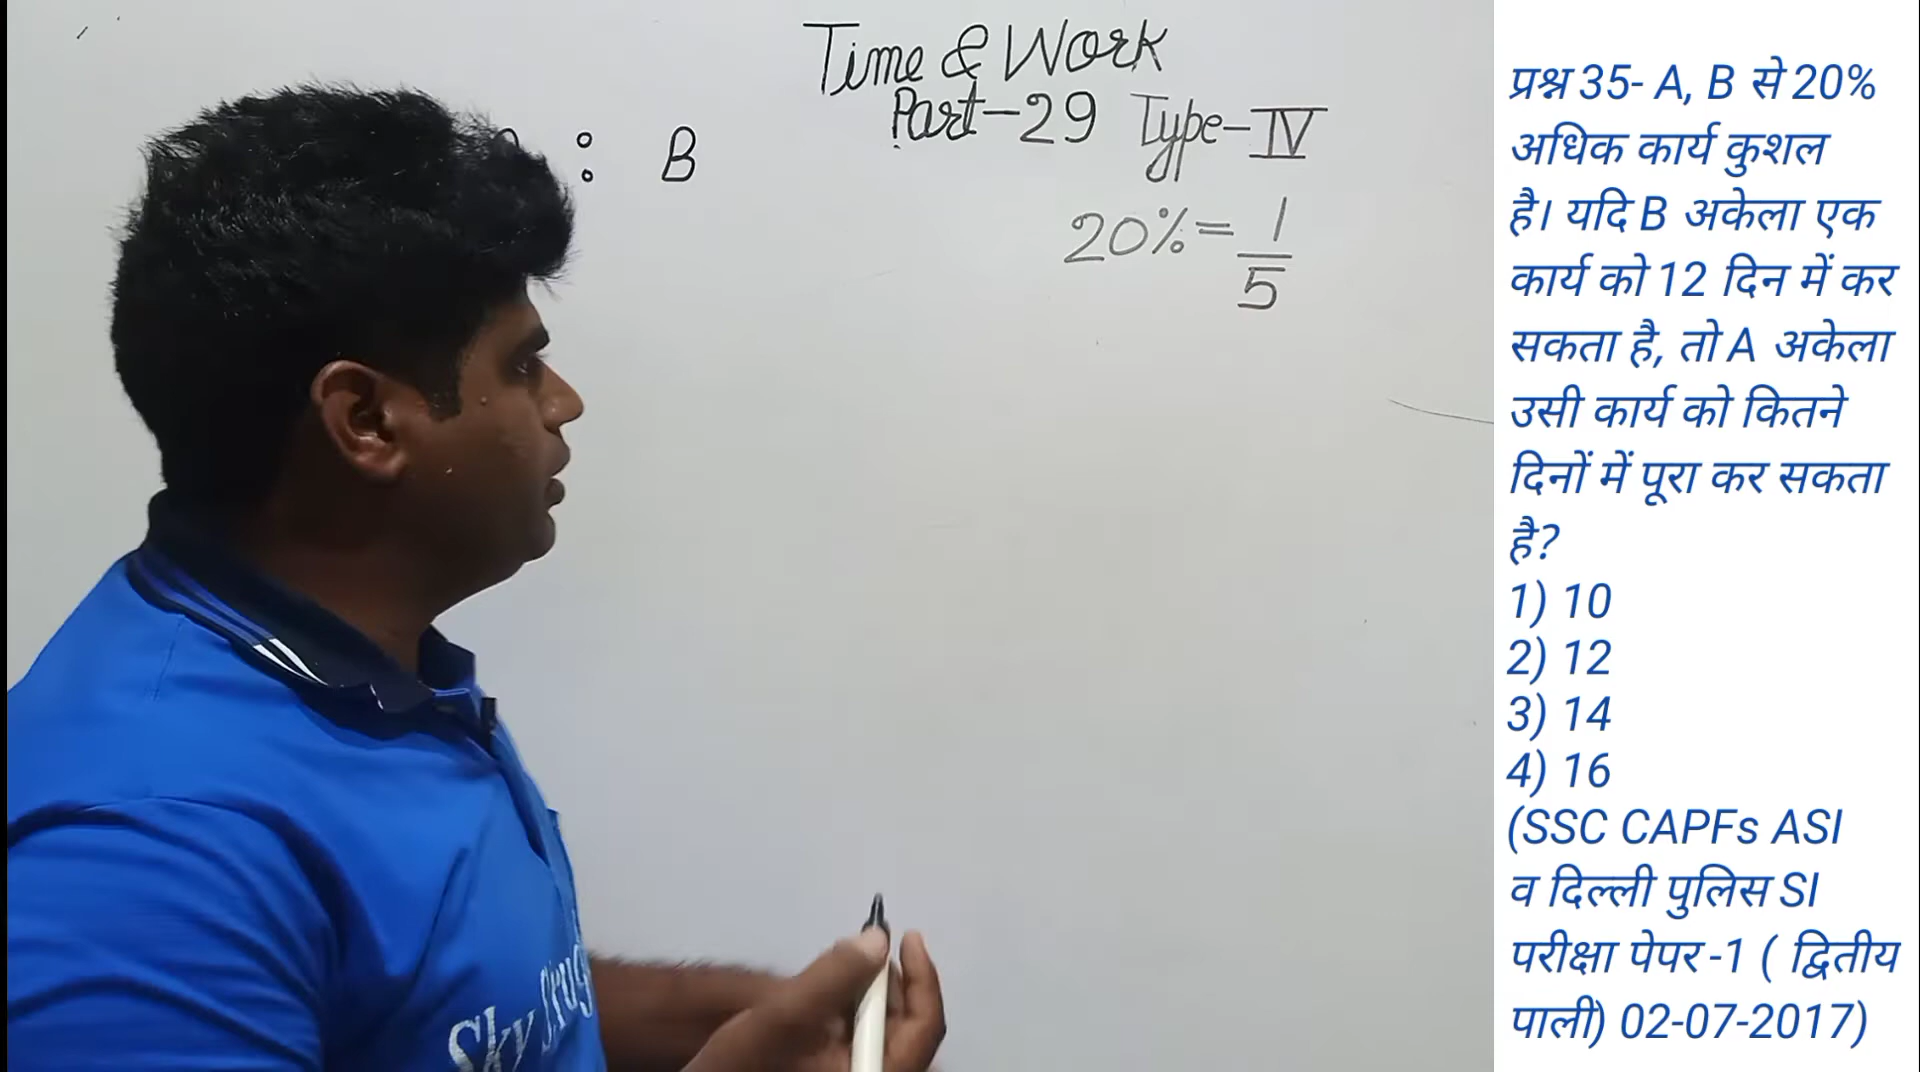 Time & Work
Part-29 Type-IV
: B
20% = 1/5
Sky
प्रश्न 35- A, B से 20%
अधिक कार्य कुशल
है। यदि B अकेला एक
कार्य को 12 दिन में कर
सकता है, तो A अकेला
उसी कार्य को कितने
दिनों में पूरा कर सकता
है?
1) 10
2) 12
3) 14
4) 16
(SSC CAPFs ASI
व दिल्ली पुलिस SI
परीक्षा पेपर -1 ( द्वितीय
पाली) 02-07-2017)